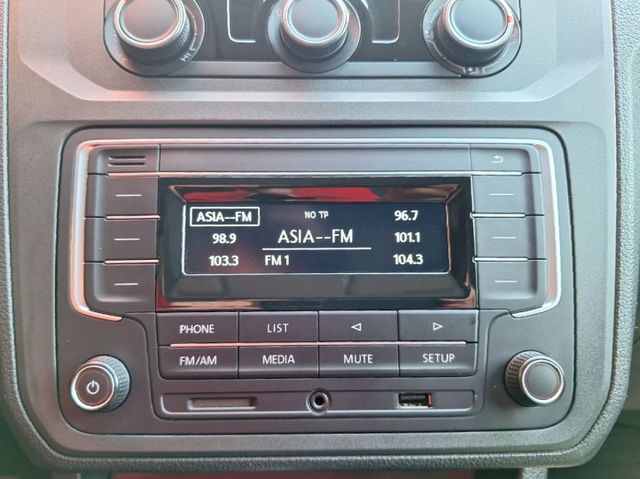 ASIA--FM NO TP 96.7
98.9 ASIA--FM 101.1
103.3 FM 1 104.3
PHONE LIST
FM/AM MEDIA MUTE SETUP